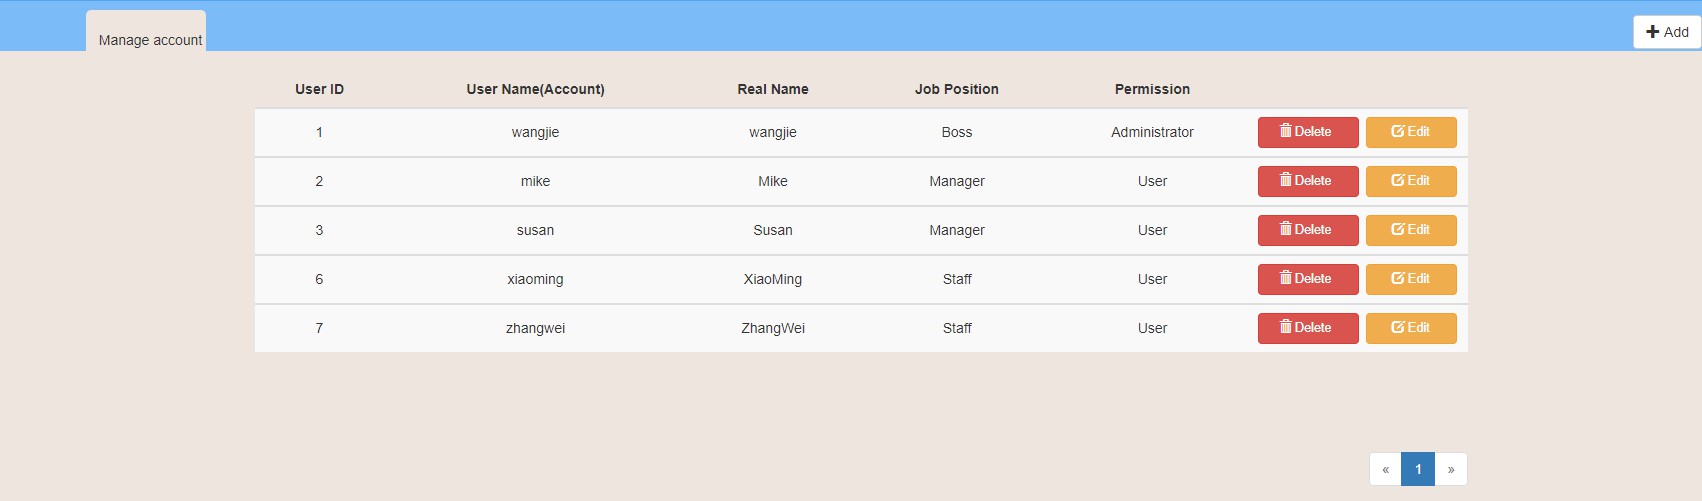 Manage account
Add
User ID User Name(Account) Real Name Job Position Permission
1 wangjie wangjie Boss Administrator Delete Edit
2 mike Mike Manager User Delete Edit
3 susan Susan Manager User Delete Edit
6 xiaoming XiaoMing Staff User Delete Edit
7 zhangwei ZhangWei Staff User Delete Edit
« 1 »